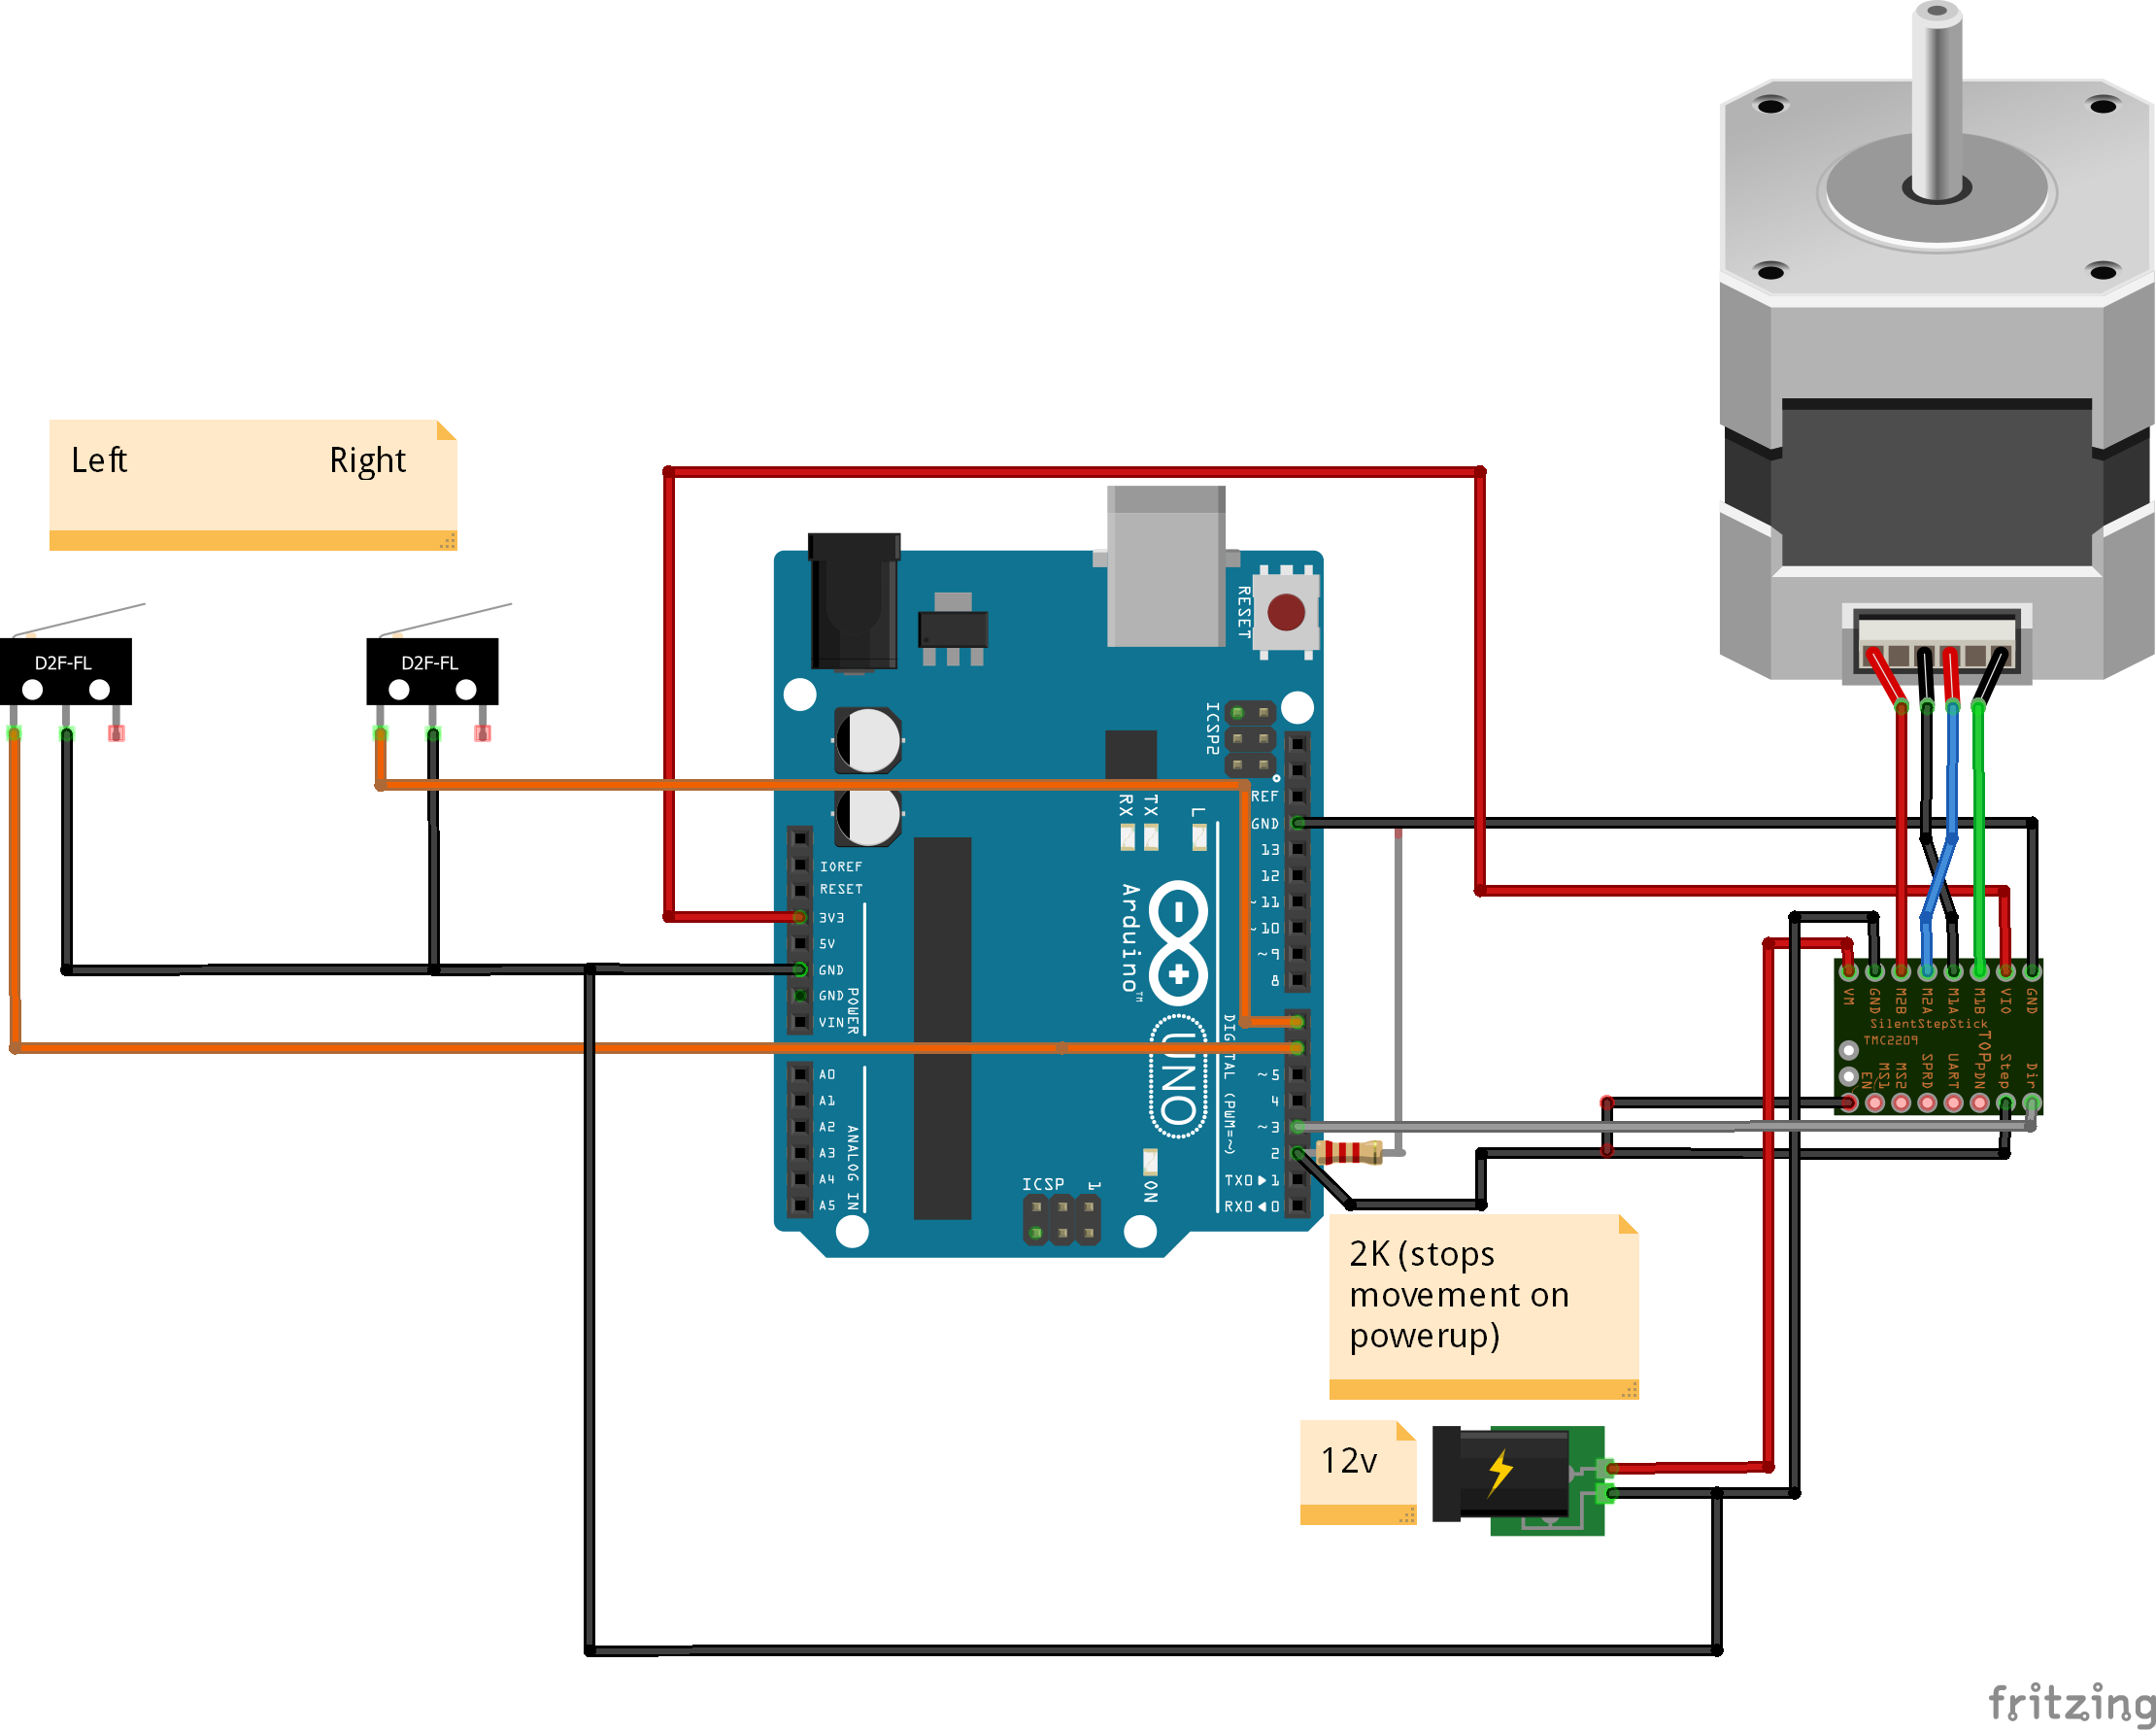 Left Right
D2F-FL
D2F-FL
RESET
ICSP2
RX
TX
L
REF
GND
13
12
~11
~10
~9
8
IOREF
RESET
3V3
5V
GND
GND
VIN
POWER
Arduino™
UNO
DIGITAL (PWM=~)
~5
4
~3
2
TX0▶1
RX0◀0
A0
A1
A2
A3
A4
A5
ANALOG IN
ICSP
1
ON
VM
GND
M2B
M2A
M1A
M1B
VIO
GND
SilentStepStick
TMC2209
TOP
EN
MS1
MS2
SPRD
UART
PDN
Step
Dir
2K (stops
movement on
powerup)
12v
fritzing